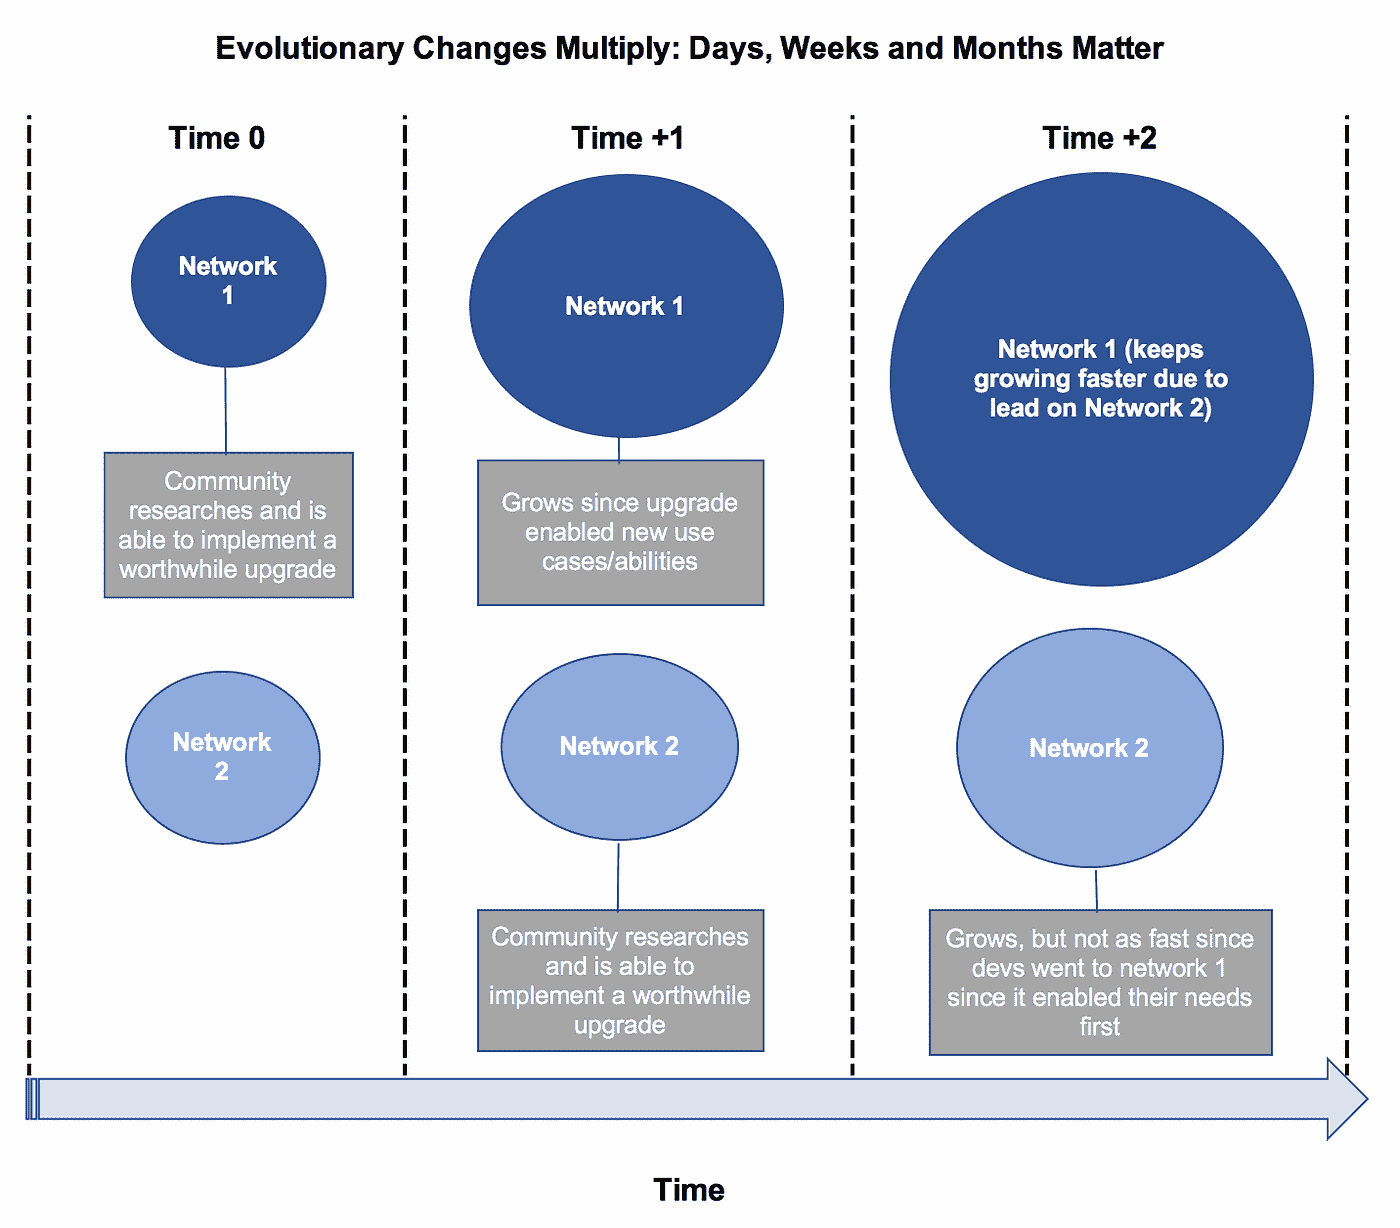 Evolutionary Changes Multiply: Days, Weeks and Months Matter
Time 0
Time +1
Time +2
Network
1
Network 1
Network 1 (keeps
growing faster due to
lead on Network 2)
Community
researches and is
able to implement a
worthwhile upgrade
Grows since upgrade
enabled new use
cases/abilities
Network
2
Network 2
Network 2
Community researches
and is able to
implement a worthwhile
upgrade
Grows, but not as fast since
devs went to network 1
since it enabled their needs
first
Time